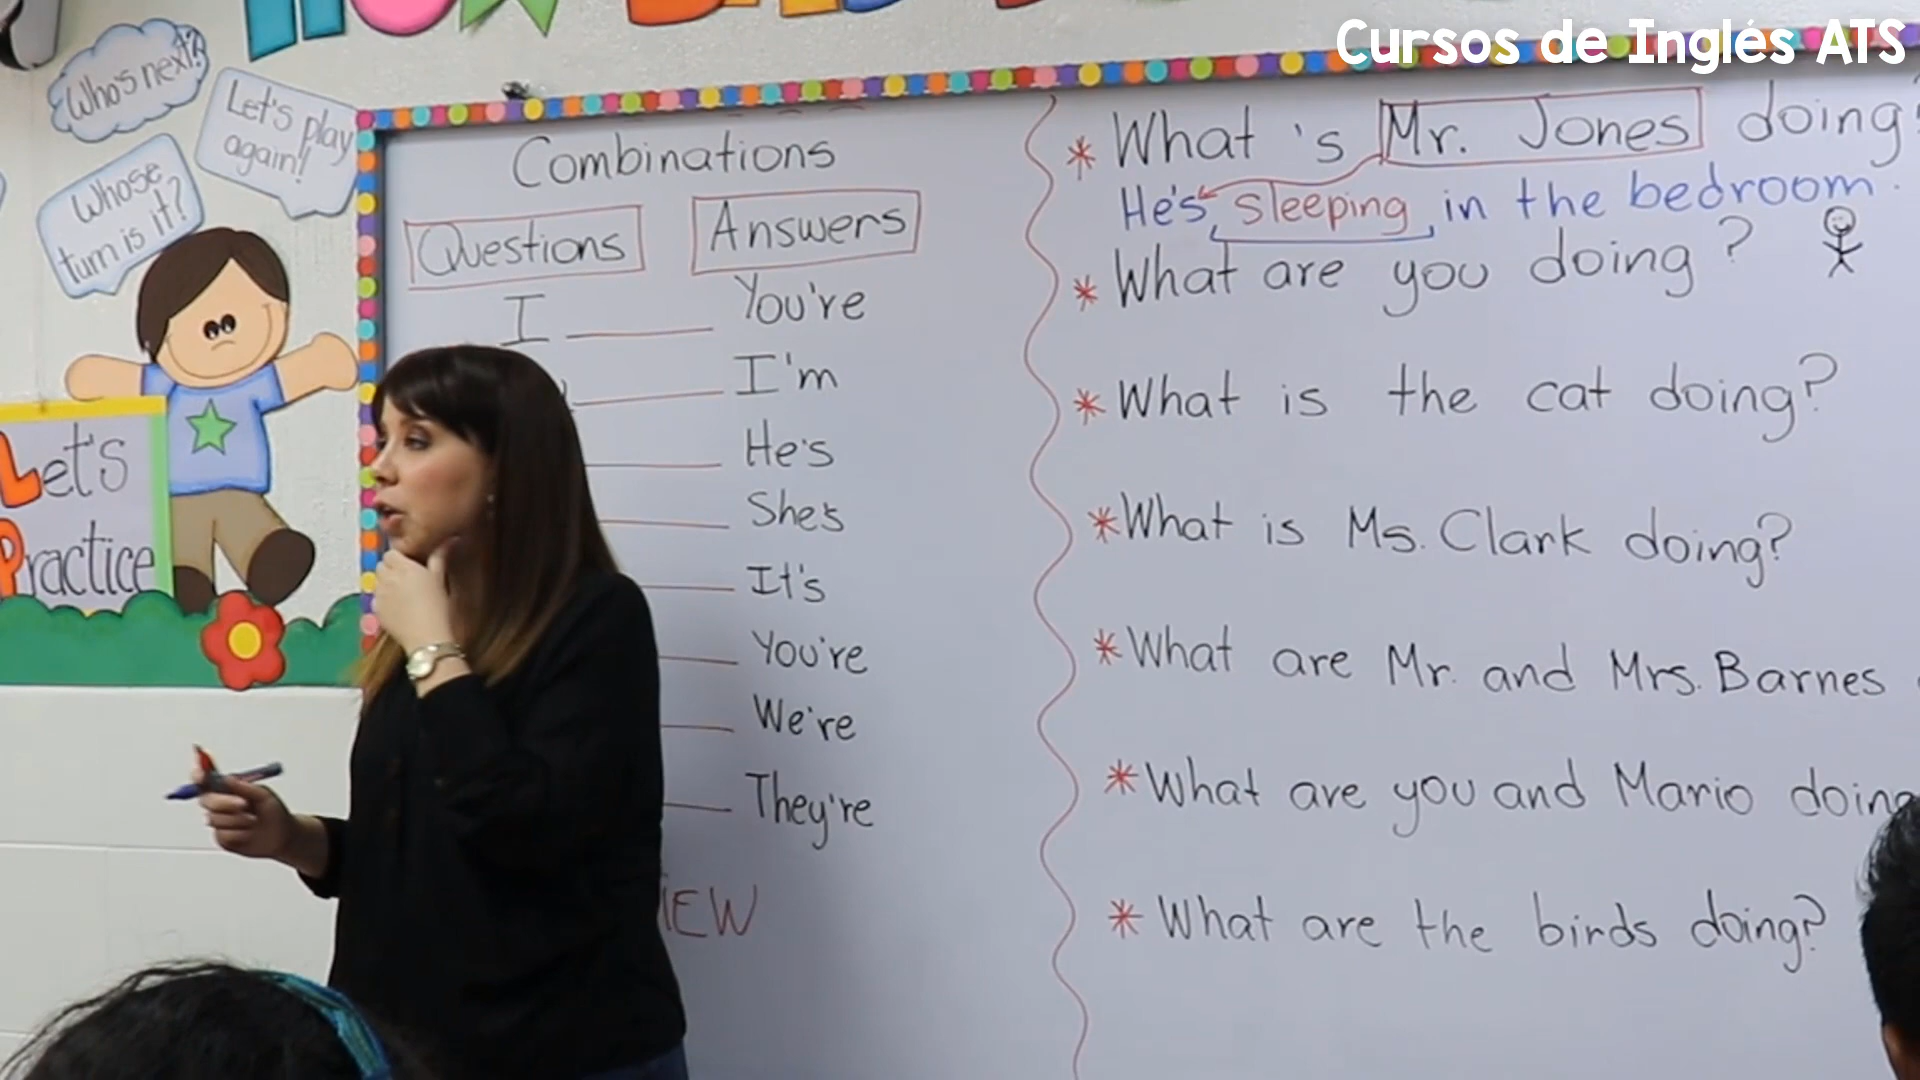 Cursos de Inglés ATS
Who's next?
Let's play
again!
Whose
turn is it?
Let's
Practice
Combinations
Questions Answers
I You're
I'm
He's
She's
It's
You're
We're
They're
* What 's Mr. Jones doing?
He's sleeping in the bedroom.
* What are you doing?
* What is the cat doing?
* What is Ms. Clark doing?
* What are Mr. and Mrs. Barnes
* What are you and Mario doing
* What are the birds doing?